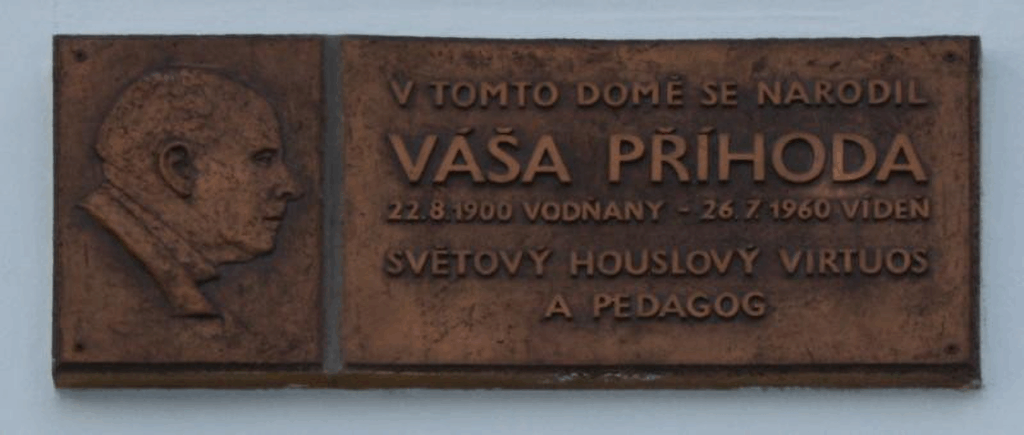 V TOMTO DOMĚ SE NARODIL
VÁŠA PŘÍHODA
22.8.1900 VODŇANY - 26.7.1960 VÍDEŇ
SVĚTOVÝ HOUSLOVÝ VIRTUOS
A PEDAGOG